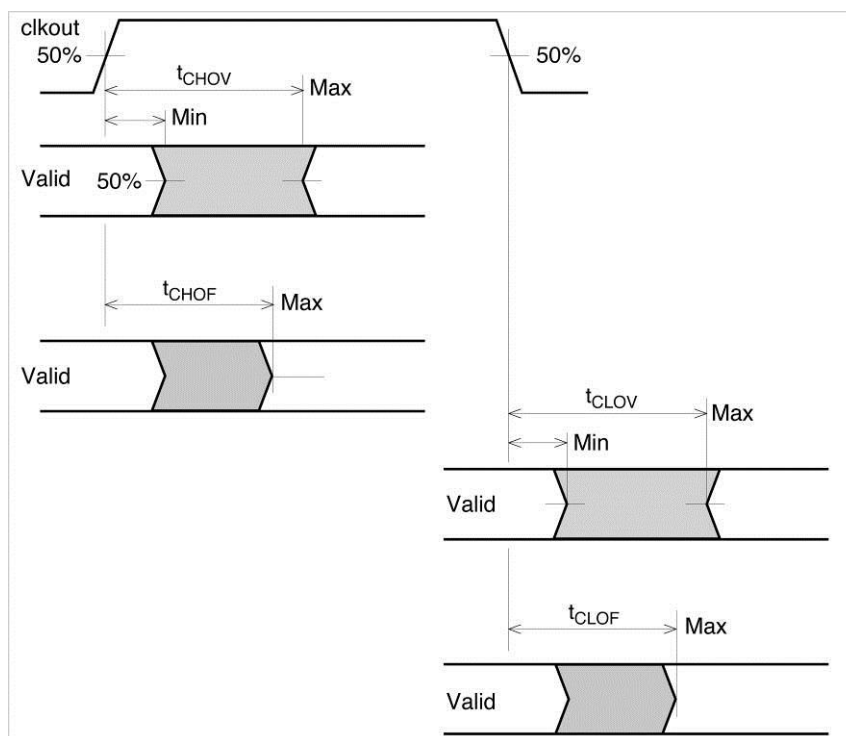 clkout
50%
50%
tCHOV
Max
Min
Valid
50%
tCHOF
Max
Valid
tCLOV
Max
Min
Valid
tCLOF
Max
Valid